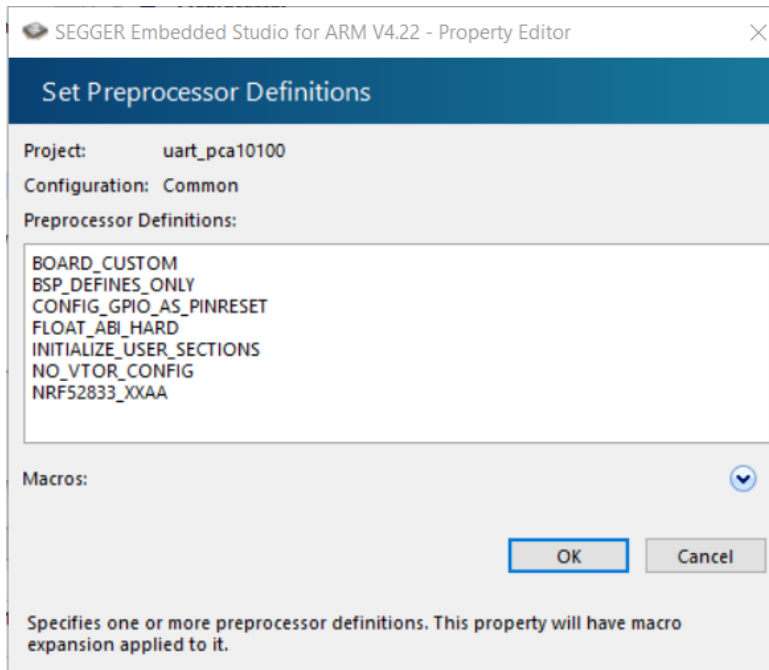 SEGGER Embedded Studio for ARM V4.22 - Property Editor
Set Preprocessor Definitions
Project: uart_pca10100
Configuration: Common
Preprocessor Definitions:
BOARD_CUSTOM
BSP_DEFINES_ONLY
CONFIG_GPIO_AS_PINRESET
FLOAT_ABI_HARD
INITIALIZE_USER_SECTIONS
NO_VTOR_CONFIG
NRF52833_XXAA
Macros:
OK Cancel
Specifies one or more preprocessor definitions. This property will have macro
expansion applied to it.